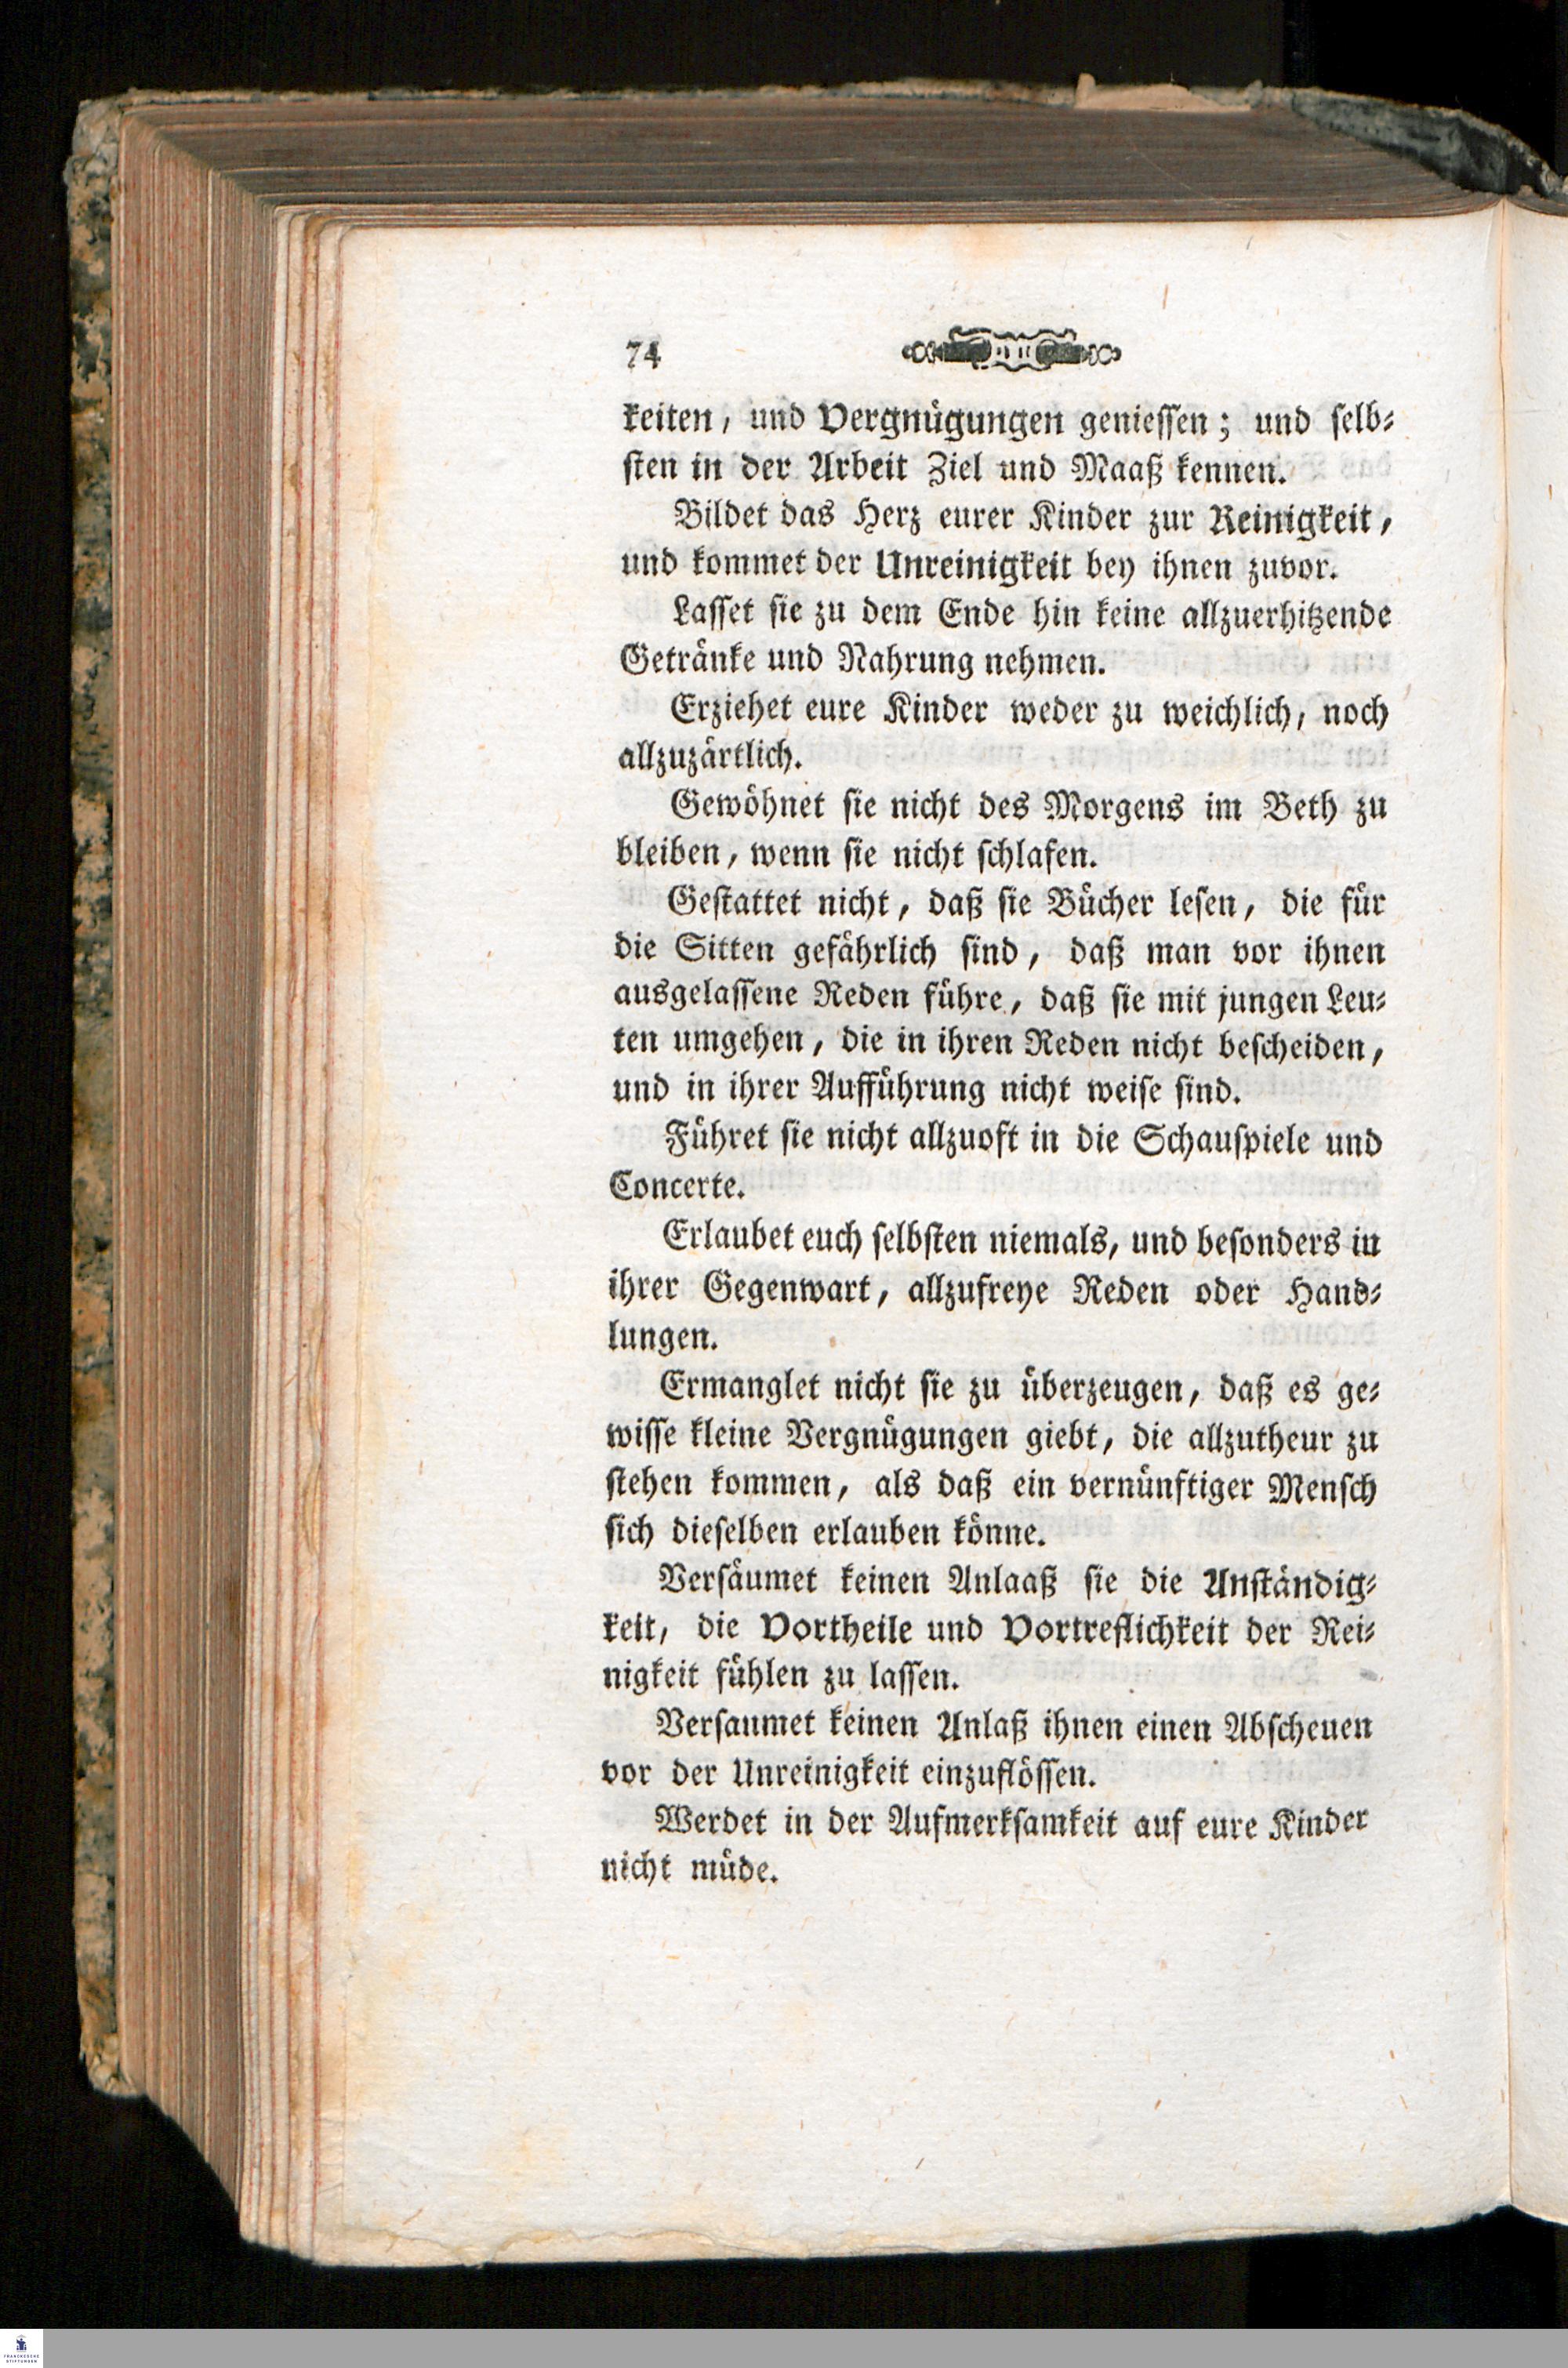 74
keiten, und Vergnügungen geniessen; und selb-
sten in der Arbeit Ziel und Maaß kennen.
Bildet das Herz eurer Kinder zur Reinigkeit,
und kommet der Unreinigkeit bey ihnen zuvor.
Lasset sie zu dem Ende hin keine allzuerhitzende
Getränke und Nahrung nehmen.
Erziehet eure Kinder weder zu weichlich, noch
allzuzärtlich.
Gewöhnet sie nicht des Morgens im Beth zu
bleiben, wenn sie nicht schlafen.
Gestattet nicht, daß sie Bücher lesen, die für
die Sitten gefährlich sind, daß man vor ihnen
ausgelassene Reden führe, daß sie mit jungen Leu-
ten umgehen, die in ihren Reden nicht bescheiden,
und in ihrer Aufführung nicht weise sind.
Führet sie nicht allzuoft in die Schauspiele und
Concerte.
Erlaubet euch selbsten niemals, und besonders in
ihrer Gegenwart, allzufreye Reden oder Hand-
lungen.
Ermanglet nicht sie zu überzeugen, daß es ge-
wisse kleine Vergnügungen giebt, die allzutheur zu
stehen kommen, als daß ein vernünftiger Mensch
sich dieselben erlauben könne.
Versäumet keinen Anlaaß sie die Anständig-
keit, die Vortheile und Vortreflichkeit der Rei-
nigkeit fühlen zu lassen.
Versaumet keinen Anlaß ihnen einen Abscheuen
vor der Unreinigkeit einzuflössen.
Werdet in der Aufmerksamkeit auf eure Kinder
nicht müde.
FRANCKESCHE
STIFTUNGEN